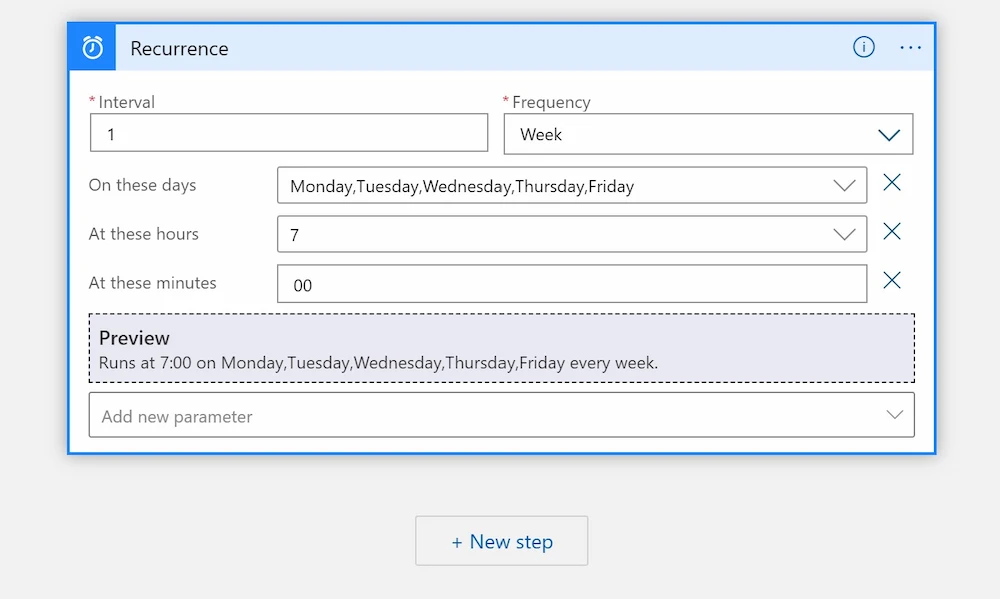 Recurrence
* Interval
* Frequency
1
Week
On these days
Monday,Tuesday,Wednesday,Thursday,Friday
At these hours
7
At these minutes
00
Preview
Runs at 7:00 on Monday,Tuesday,Wednesday,Thursday,Friday every week.
Add new parameter
+ New step